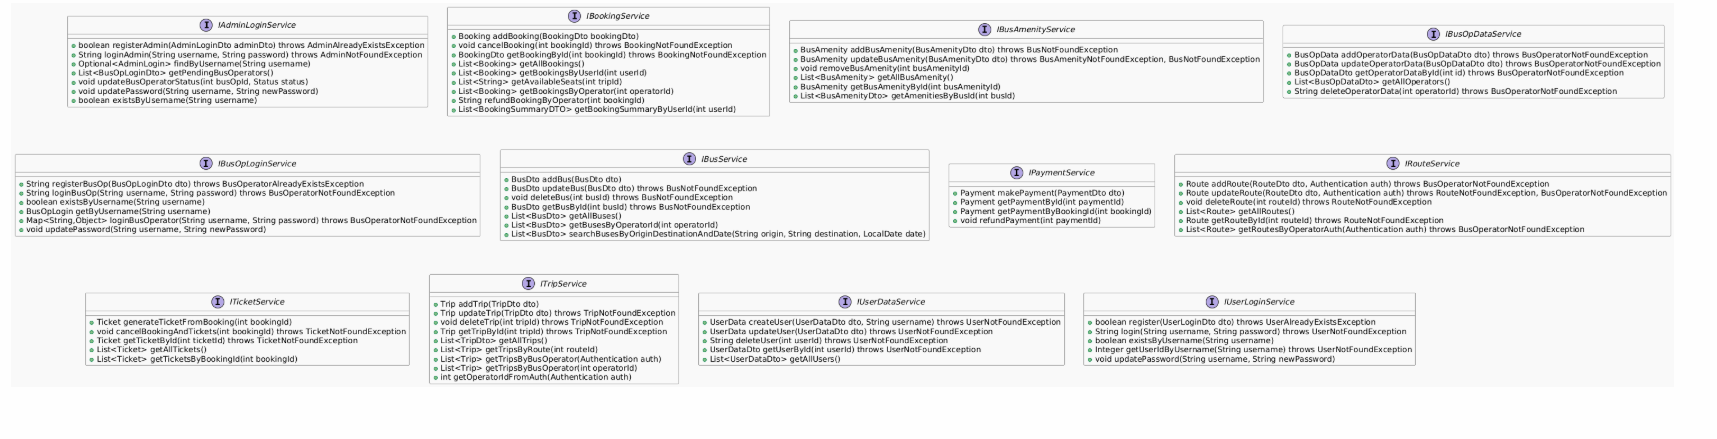 IAdminLoginService
boolean registerAdmin(AdminLoginDto adminDto) throws AdminAlreadyExistsException
String loginAdmin(String username, String password) throws AdminNotFoundException
Optional<AdminLogin> findByUsername(String username)
List<BusOpLoginDto> getPendingBusOperators()
void updateBusOperatorStatus(int busOpId, Status status)
void updatePassword(String username, String newPassword)
boolean existsByUsername(String username)
IBookingService
Booking addBooking(BookingDto bookingDto)
void cancelBooking(int bookingId) throws BookingNotFoundException
BookingDto getBookingById(int bookingId) throws BookingNotFoundException
List<Booking> getAllBookings()
List<Booking> getBookingsByUserId(int userId)
List<String> getAvailableSeats(int tripId)
List<Booking> getBookingsByOperator(int operatorId)
String refundBookingByOperator(int bookingId)
List<BookingSummaryDTO> getBookingSummaryByUserId(int userId)
IBusAmenityService
BusAmenity addBusAmenity(BusAmenityDto dto) throws BusNotFoundException
BusAmenity updateBusAmenity(BusAmenityDto dto) throws BusAmenityNotFoundException, BusNotFoundException
void removeBusAmenity(int busAmenityId)
List<BusAmenity> getAllBusAmenity()
BusAmenity getBusAmenityById(int busAmenityId)
List<BusAmenityDto> getAmenitiesByBusId(int busId)
IBusOpDataService
BusOpData addOperatorData(BusOpDataDto dto) throws BusOperatorNotFoundException
BusOpData updateOperatorData(BusOpDataDto dto) throws BusOperatorNotFoundException
BusOpDataDto getOperatorDataById(int id) throws BusOperatorNotFoundException
List<BusOpDataDto> getAllOperators()
String deleteOperatorData(int operatorId) throws BusOperatorNotFoundException
IBusOpLoginService
String registerBusOp(BusOpLoginDto dto) throws BusOperatorAlreadyExistsException
String loginBusOp(String username, String password) throws BusOperatorNotFoundException
boolean existsByUsername(String username)
BusOpLogin getByUsername(String username)
Map<String,Object> loginBusOperator(String username, String password) throws BusOperatorNotFoundException
void updatePassword(String username, String newPassword)
IBusService
BusDto addBus(BusDto dto)
BusDto updateBus(BusDto dto) throws BusNotFoundException
void deleteBus(int busId) throws BusNotFoundException
BusDto getBusById(int busId) throws BusNotFoundException
List<BusDto> getAllBuses()
List<BusDto> getBusesByOperatorId(int operatorId)
List<BusDto> searchBusesByOriginDestinationAndDate(String origin, String destination, LocalDate date)
IPaymentService
Payment makePayment(PaymentDto dto)
Payment getPaymentById(int paymentId)
Payment getPaymentByBookingId(int bookingId)
void refundPayment(int paymentId)
IRouteService
Route addRoute(RouteDto dto, Authentication auth) throws BusOperatorNotFoundException
Route updateRoute(RouteDto dto, Authentication auth) throws RouteNotFoundException, BusOperatorNotFoundException
void deleteRoute(int routeId) throws RouteNotFoundException
List<Route> getAllRoutes()
Route getRouteById(int routeId) throws RouteNotFoundException
List<Route> getRoutesByOperatorAuth(Authentication auth) throws BusOperatorNotFoundException
ITicketService
Ticket generateTicketFromBooking(int bookingId)
void cancelBookingAndTickets(int bookingId) throws TicketNotFoundException
Ticket getTicketById(int ticketId) throws TicketNotFoundException
List<Ticket> getAllTickets()
List<Ticket> getTicketsByBookingId(int bookingId)
ITripService
Trip addTrip(TripDto dto)
Trip updateTrip(TripDto dto) throws TripNotFoundException
void deleteTrip(int tripId) throws TripNotFoundException
Trip getTripById(int tripId) throws TripNotFoundException
List<TripDto> getAllTrips()
List<Trip> getTripsByRoute(int routeId)
List<Trip> getTripsByBusOperator(Authentication auth)
List<Trip> getTripsByBusOperator(int operatorId)
int getOperatorIdFromAuth(Authentication auth)
IUserDataService
UserData createUser(UserDataDto dto, String username) throws UserNotFoundException
UserData updateUser(UserDataDto dto) throws UserNotFoundException
String deleteUser(int userId) throws UserNotFoundException
UserDataDto getUserById(int userId) throws UserNotFoundException
List<UserDataDto> getAllUsers()
IUserLoginService
boolean register(UserLoginDto dto) throws UserAlreadyExistsException
String login(String username, String password) throws UserNotFoundException
boolean existsByUsername(String username)
Integer getUserIdByUsername(String username) throws UserNotFoundException
void updatePassword(String username, String newPassword)